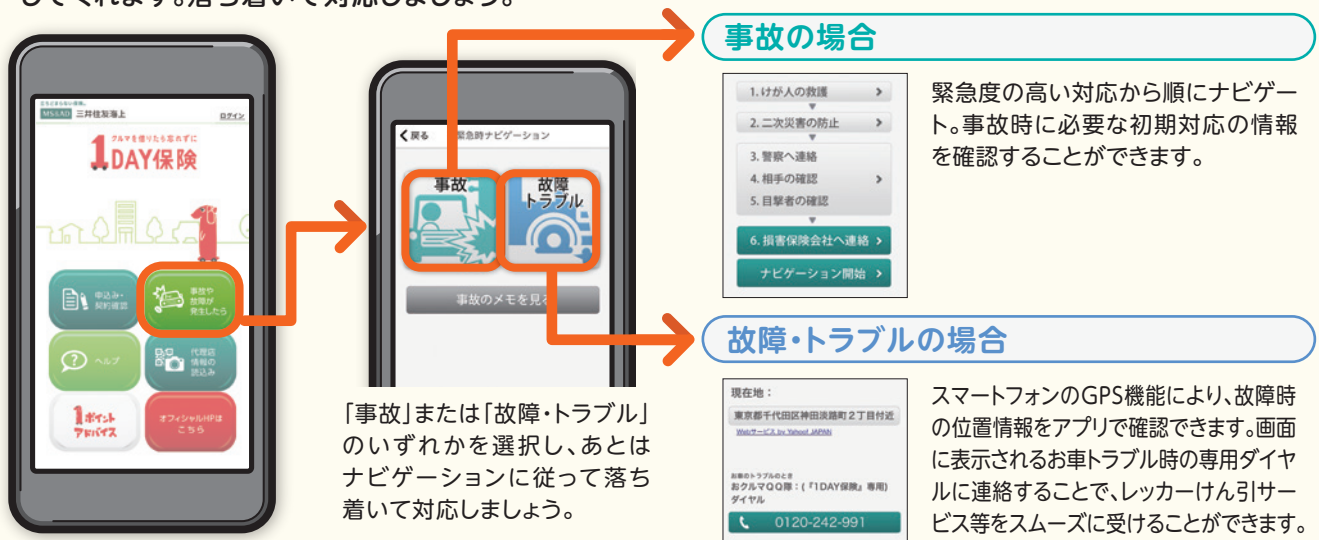 してくれます。落ち着いて対応しましょう。
立ちどまらない保険。
MS&AD 三井住友海上
ログイン
クルマを借りたら忘れずに
1DAY保険
申込み・
契約確認
事故や
故障が
発生したら
ヘルプ
代理店
情報の
読込み
1ポイント
アドバイス
オフィシャルHPは
こちら
戻る
緊急時ナビゲーション
事故
故障
トラブル
事故のメモを見る
「事故」または「故障・トラブル」
のいずれかを選択し、あとは
ナビゲーションに従って落ち
着いて対応しましょう。
事故の場合
1. けが人の救護
2. 二次災害の防止
3. 警察へ連絡
4. 相手の確認
5. 目撃者の確認
6. 損害保険会社へ連絡
ナビゲーション開始
緊急度の高い対応から順にナビゲー
ト。事故時に必要な初期対応の情報
を確認することができます。
故障・トラブルの場合
現在地：
東京都千代田区神田淡路町2丁目付近
Webサービス by Yahoo! JAPAN
お車のトラブルのとき
おクルマQQ隊：(『1DAY保険』専用)
ダイヤル
0120-242-991
スマートフォンのGPS機能により、故障時
の位置情報をアプリで確認できます。画面
に表示されるお車トラブル時の専用ダイヤ
ルに連絡することで、レッカーけん引サー
ビス等をスムーズに受けることができます。